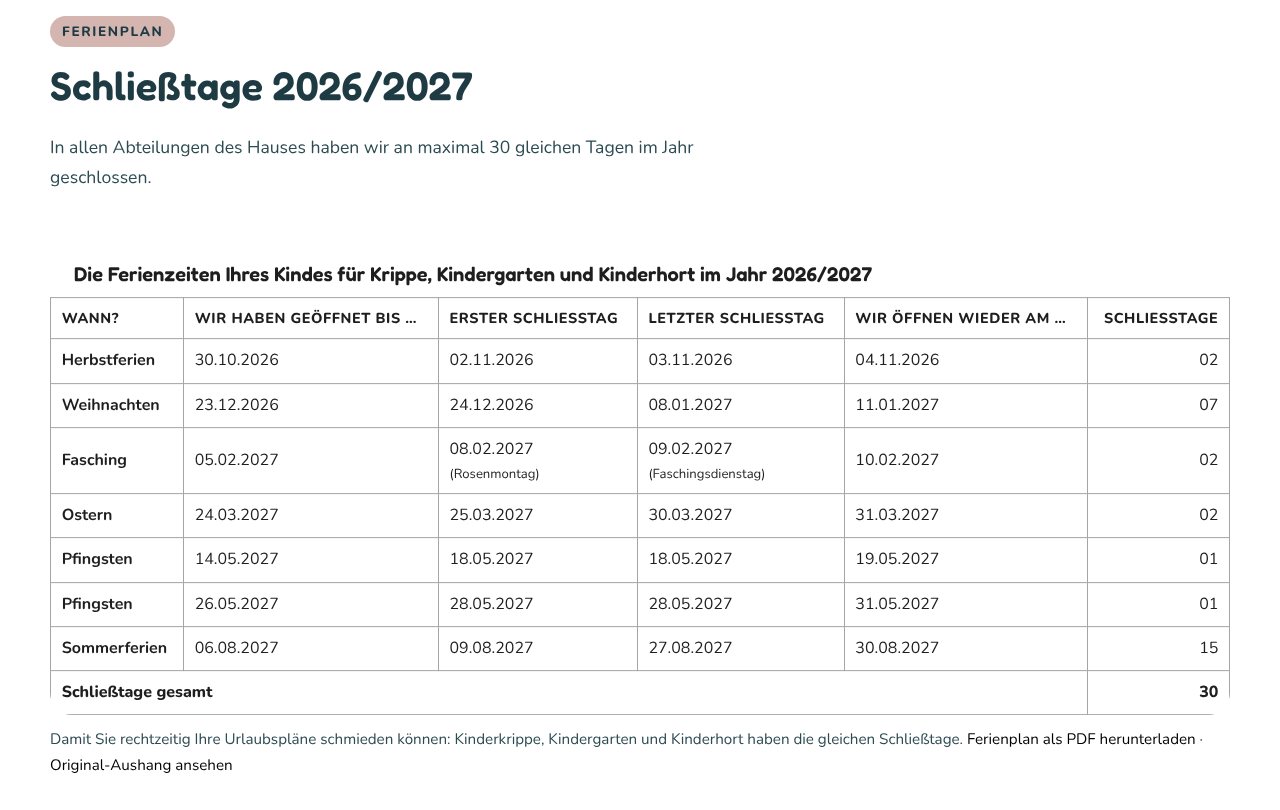 FERIENPLAN
Schließtage 2026/2027
In allen Abteilungen des Hauses haben wir an maximal 30 gleichen Tagen im Jahr
geschlossen.
Die Ferienzeiten Ihres Kindes für Krippe, Kindergarten und Kinderhort im Jahr 2026/2027
WANN? WIR HABEN GEÖFFNET BIS ... ERSTER SCHLIESSTAG LETZTER SCHLIESSTAG WIR ÖFFNEN WIEDER AM ... SCHLIESSTAGE
Herbstferien 30.10.2026 02.11.2026 03.11.2026 04.11.2026 02
Weihnachten 23.12.2026 24.12.2026 08.01.2027 11.01.2027 07
Fasching 05.02.2027 08.02.2027 (Rosenmontag) 09.02.2027 (Faschingsdienstag) 10.02.2027 02
Ostern 24.03.2027 25.03.2027 30.03.2027 31.03.2027 02
Pfingsten 14.05.2027 18.05.2027 18.05.2027 19.05.2027 01
Pfingsten 26.05.2027 28.05.2027 28.05.2027 31.05.2027 01
Sommerferien 06.08.2027 09.08.2027 27.08.2027 30.08.2027 15
Schließtage gesamt 30
Damit Sie rechtzeitig Ihre Urlaubspläne schmieden können: Kinderkrippe, Kindergarten und Kinderhort haben die gleichen Schließtage. Ferienplan als PDF herunterladen ·
Original-Aushang ansehen